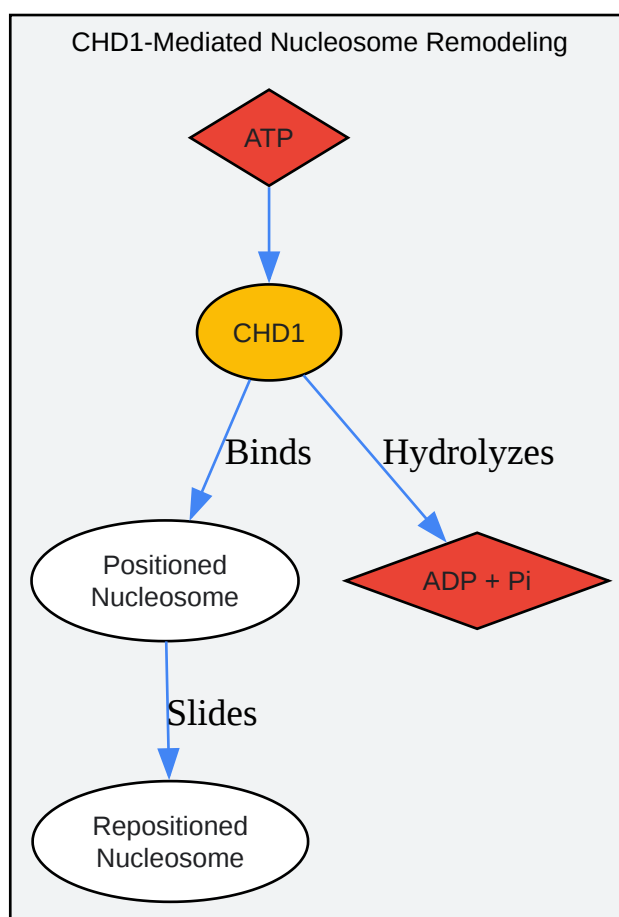 CHD1-Mediated Nucleosome Remodeling
ATP
CHD1
Binds
Hydrolyzes
Positioned
Nucleosome
ADP + Pi
Slides
Repositioned
Nucleosome